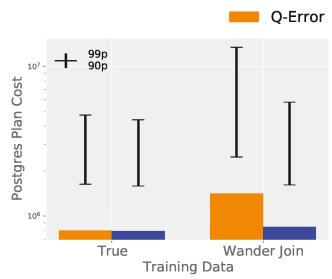 Q-Error
99p
90p
10⁷
10⁶
Postgres Plan Cost
True
Wander Join
Training Data